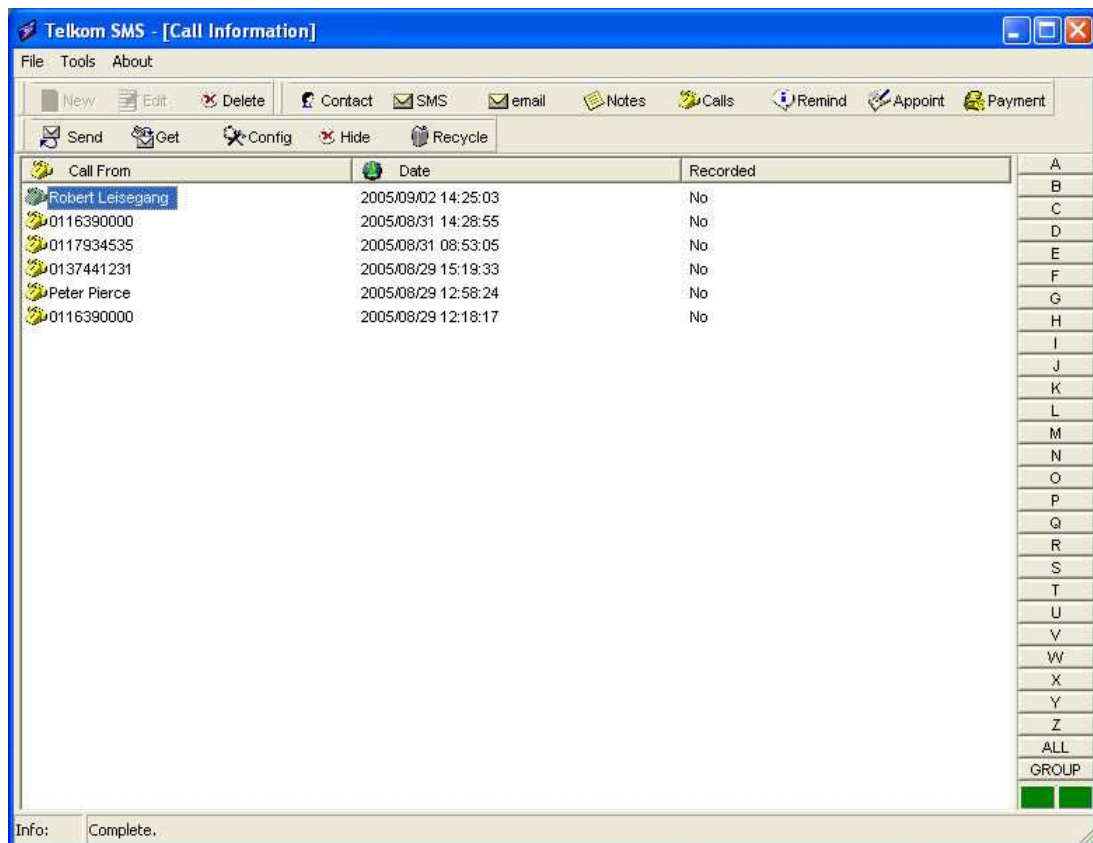 Telkom SMS - [Call Information]
File Tools About
New Edit Delete Contact SMS email Notes Calls Remind Appoint Payment
Send Get Config Hide Recycle
Call From Date Recorded
Robert Leisegang 2005/09/02 14:25:03 No
0116390000 2005/08/31 14:28:55 No
0117934535 2005/08/31 08:53:05 No
0137441231 2005/08/29 15:19:33 No
Peter Pierce 2005/08/29 12:58:24 No
0116390000 2005/08/29 12:18:17 No
A
B
C
D
E
F
G
H
I
J
K
L
M
N
O
P
Q
R
S
T
U
V
W
X
Y
Z
ALL
GROUP
Info: Complete.